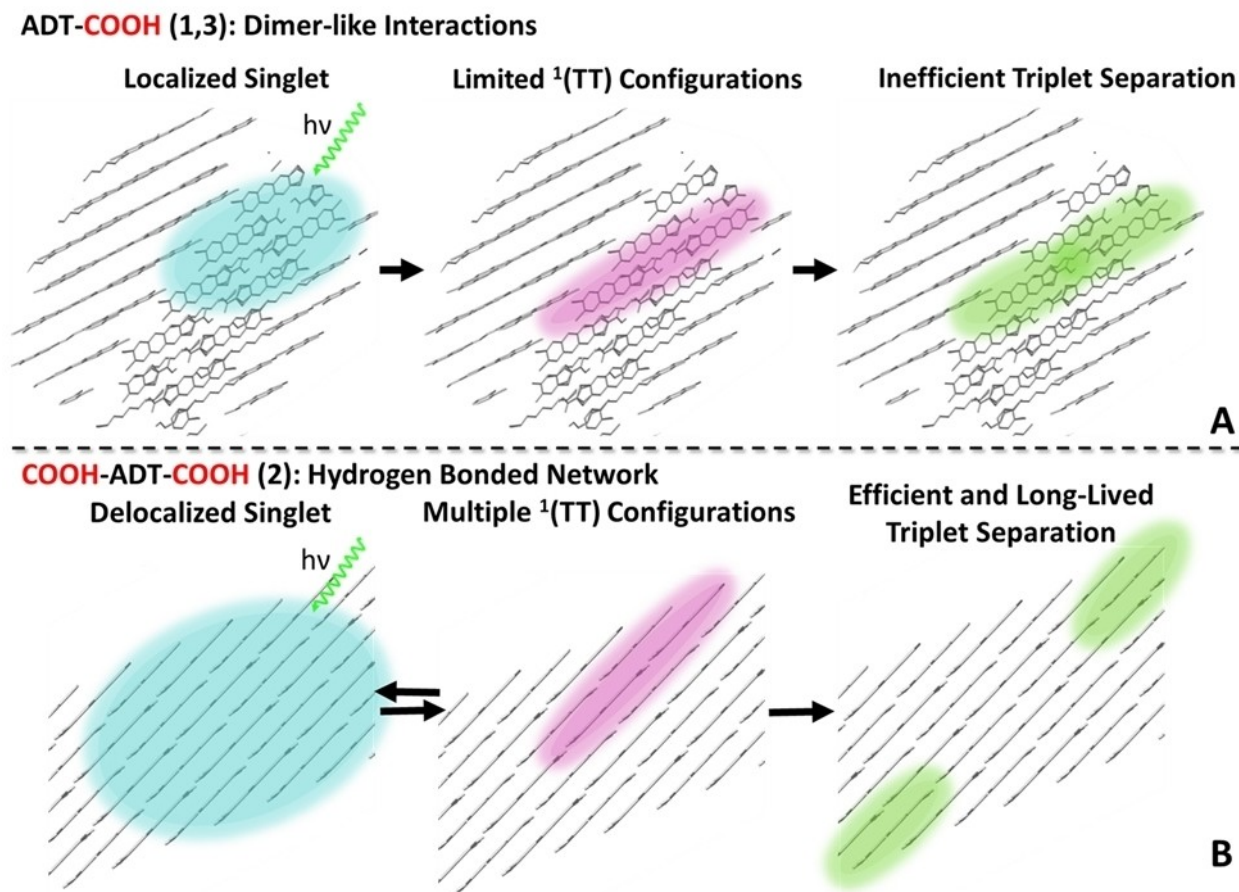 ADT-COOH (1,3): Dimer-like Interactions
Localized Singlet
Limited ¹(TT) Configurations
Inefficient Triplet Separation
hν
A
COOH-ADT-COOH (2): Hydrogen Bonded Network
Delocalized Singlet
Multiple ¹(TT) Configurations
Efficient and Long-Lived
Triplet Separation
hν
B